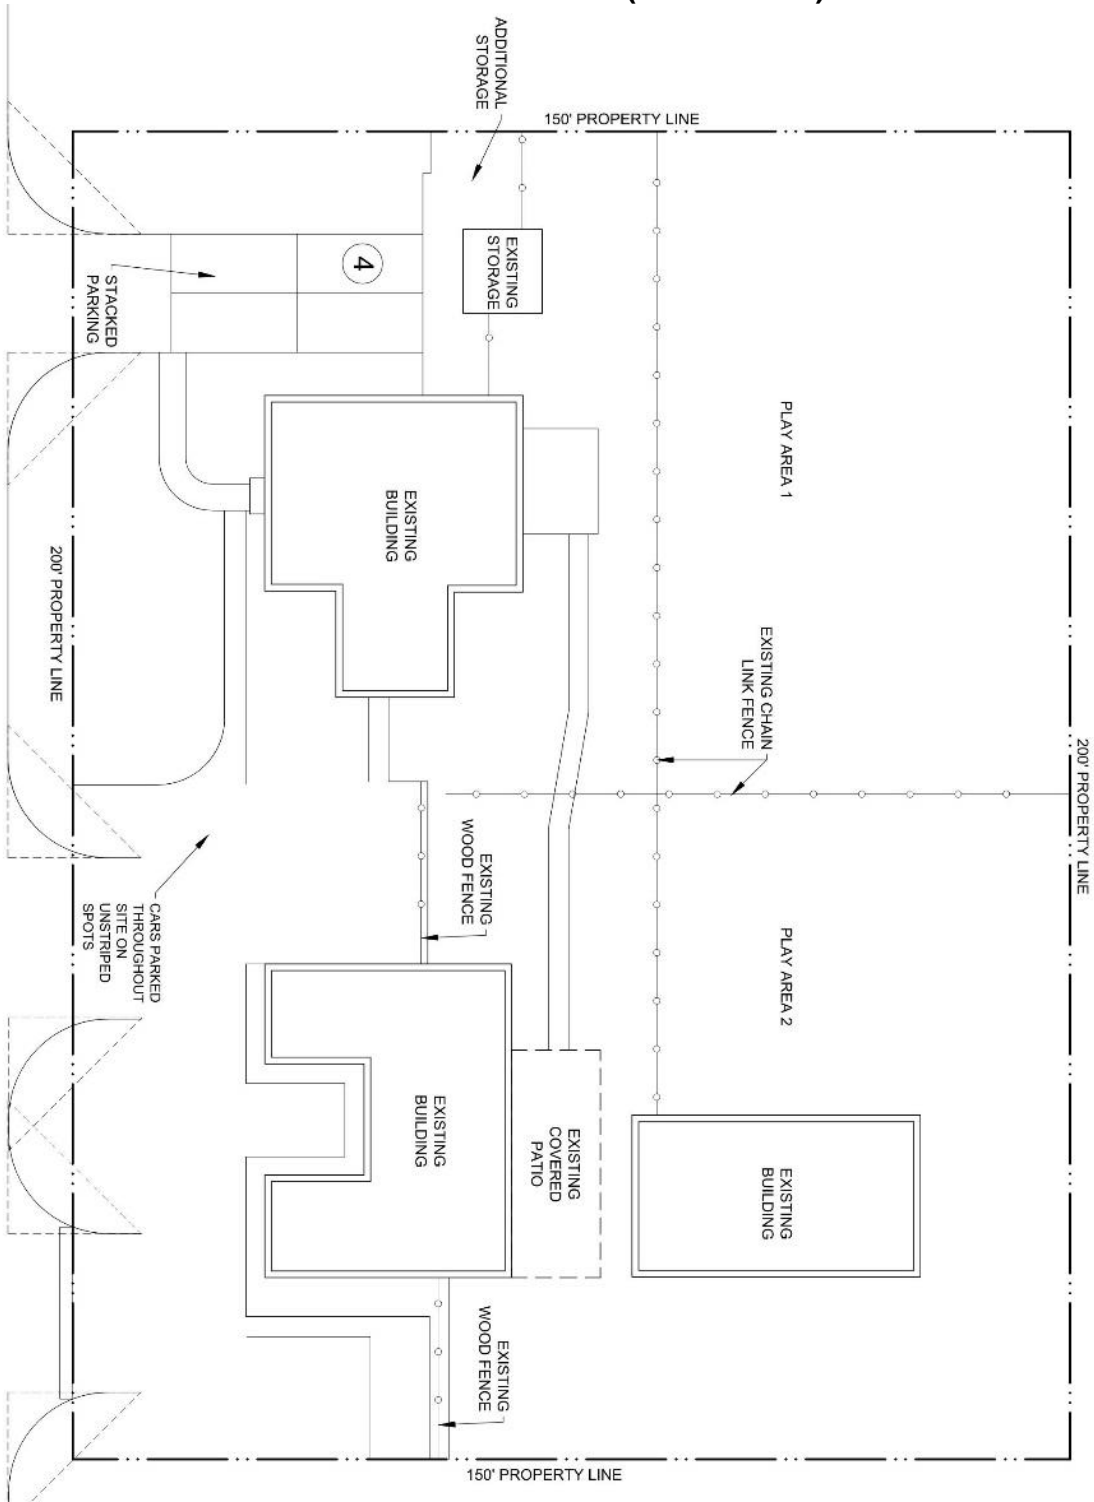 ADDITIONAL
STORAGE
150' PROPERTY LINE
EXISTING
STORAGE
4
STACKED
PARKING
PLAY AREA 1
EXISTING
BUILDING
200' PROPERTY LINE
EXISTING CHAIN
LINK FENCE
200' PROPERTY LINE
EXISTING
WOOD FENCE
CARS PARKED
THROUGHOUT
SITE ON
UNSTRIPED
SPOTS
PLAY AREA 2
EXISTING
BUILDING
EXISTING
COVERED
PATIO
EXISTING
BUILDING
EXISTING
WOOD FENCE
150' PROPERTY LINE